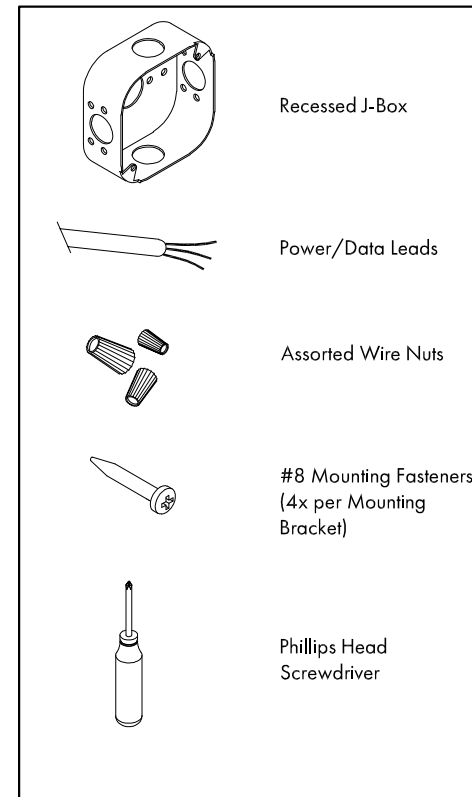 Recessed J-Box
Power/Data Leads
Assorted Wire Nuts
#8 Mounting Fasteners
(4x per Mounting
Bracket)
Phillips Head
Screwdriver